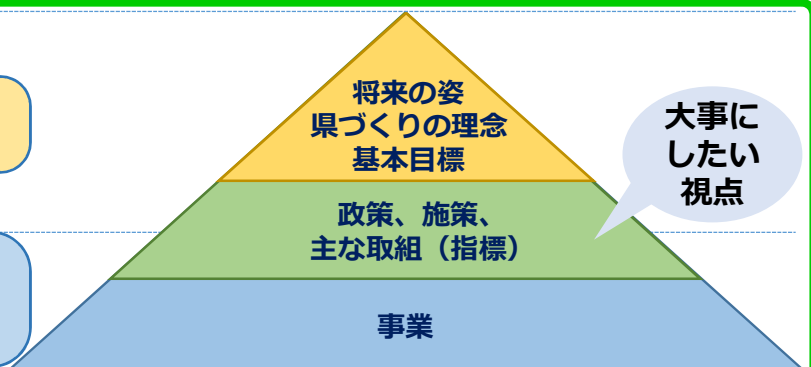 将来の姿
県づくりの理念
基本目標
大事に
したい
視点
政策、施策、
主な取組（指標）
事業